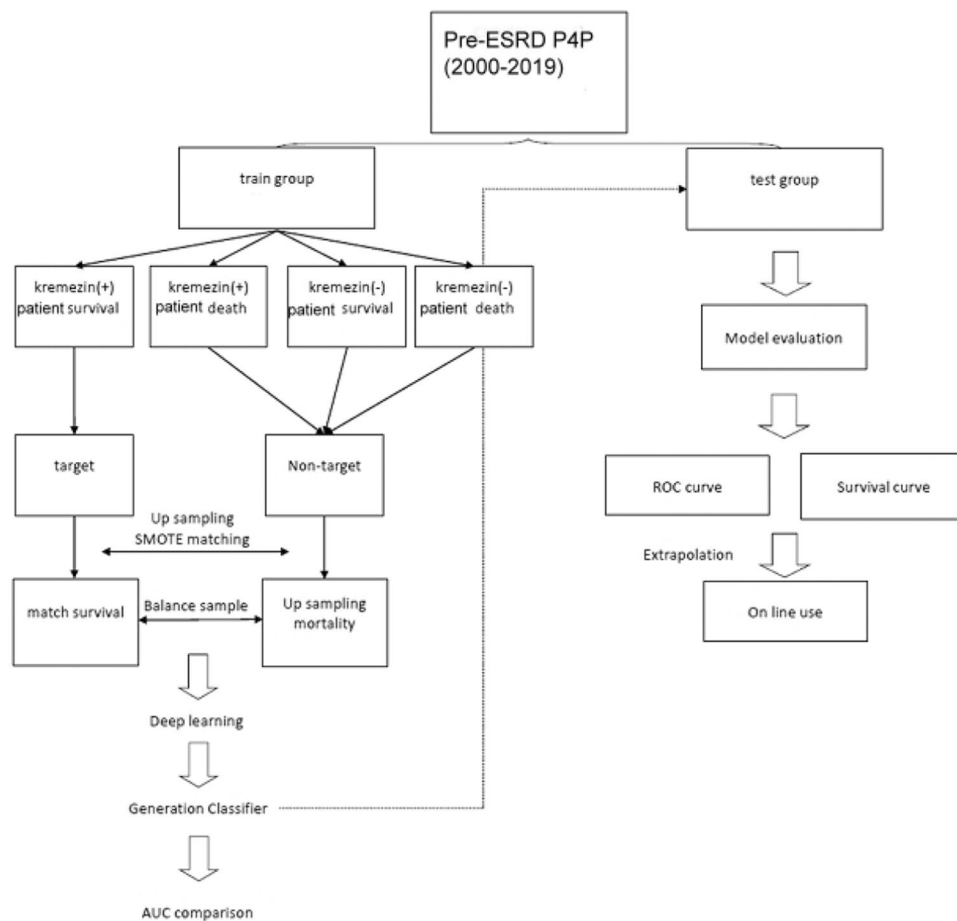 Pre-ESRD P4P
(2000-2019)
train group
test group
kremezin(+)
patient survival
kremezin(+)
patient death
kremezin(-)
patient survival
kremezin(-)
patient death
Model evaluation
target
Non-target
ROC curve
Survival curve
Up sampling
SMOTE matching
Extrapolation
match survival
Balance sample
Up sampling
mortality
On line use
Deep learning
Generation Classifier
AUC comparison